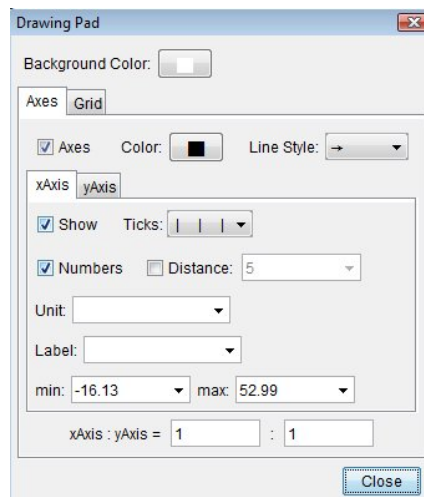 Drawing Pad
Background Color:
Axes Grid
Axes Color: Line Style:
xAxis yAxis
Show Ticks:
Numbers Distance: 5
Unit:
Label:
min: -16.13 max: 52.99
xAxis : yAxis = 1 : 1
Close